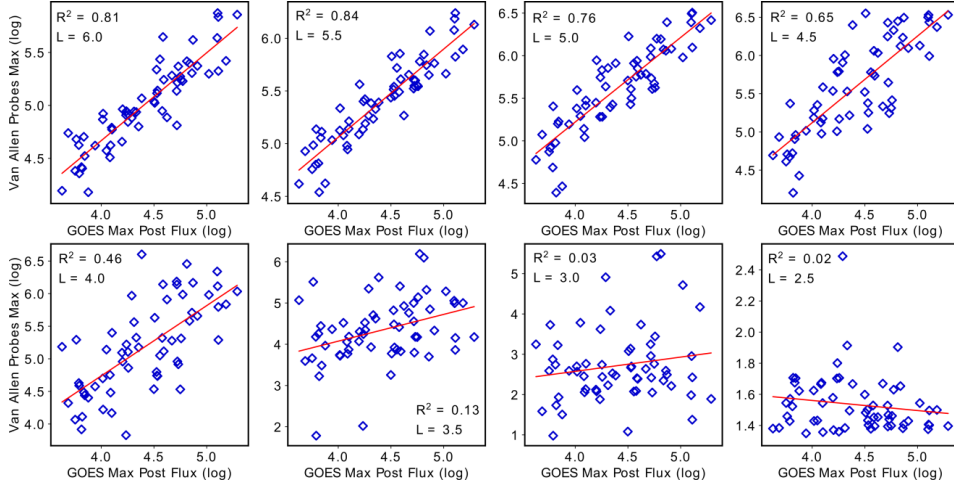 Van Allen Probes Max (log)
R² = 0.81
L = 6.0
5.5
5.0
4.5
4.0 4.5 5.0
GOES Max Post Flux (log)
R² = 0.84
L = 5.5
6.0
5.5
5.0
4.5
4.0 4.5 5.0
GOES Max Post Flux (log)
R² = 0.76
L = 5.0
6.5
6.0
5.5
5.0
4.5
4.0 4.5 5.0
GOES Max Post Flux (log)
R² = 0.65
L = 4.5
6.5
6.0
5.5
5.0
4.5
4.0 4.5 5.0
GOES Max Post Flux (log)
Van Allen Probes Max (log)
R² = 0.46
L = 4.0
6.5
6.0
5.5
5.0
4.5
4.0
4.0 4.5 5.0
GOES Max Post Flux (log)
6
5
4
3
2
R² = 0.13
L = 3.5
4.0 4.5 5.0
GOES Max Post Flux (log)
R² = 0.03
L = 3.0
5
4
3
2
1
4.0 4.5 5.0
GOES Max Post Flux (log)
R² = 0.02
L = 2.5
2.4
2.2
2.0
1.8
1.6
1.4
4.0 4.5 5.0
GOES Max Post Flux (log)